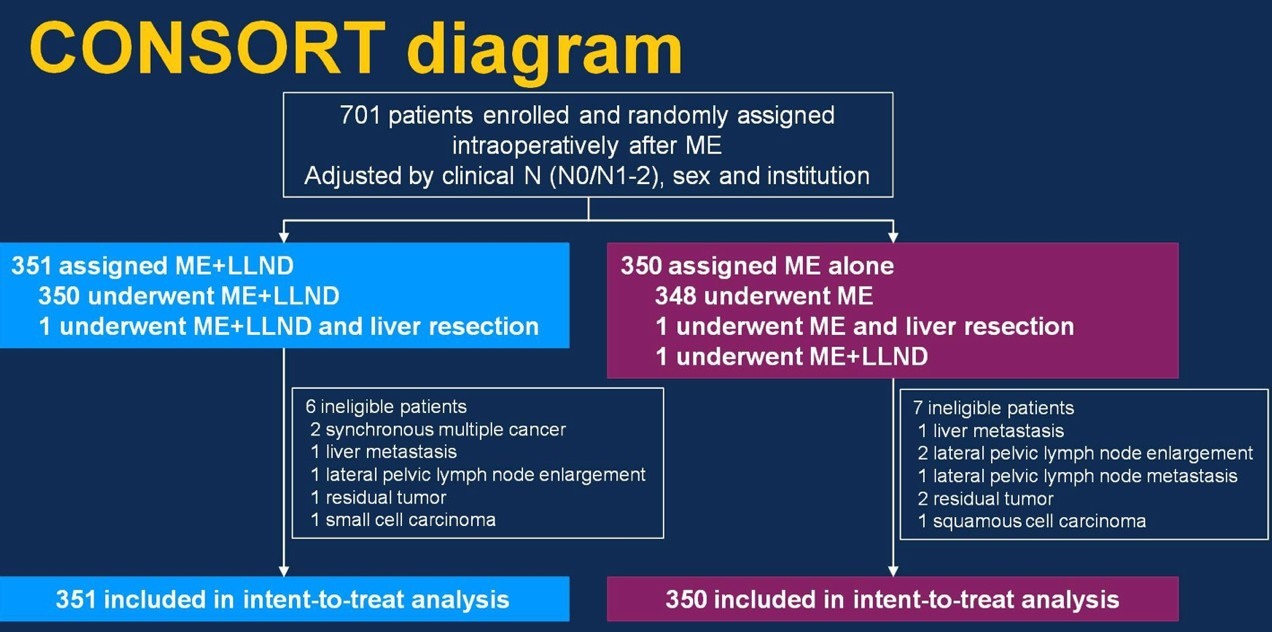 CONSORT diagram
701 patients enrolled and randomly assigned
intraoperatively after ME
Adjusted by clinical N (N0/N1-2), sex and institution
351 assigned ME+LLND
350 underwent ME+LLND
1 underwent ME+LLND and liver resection
350 assigned ME alone
348 underwent ME
1 underwent ME and liver resection
1 underwent ME+LLND
6 ineligible patients
2 synchronous multiple cancer
1 liver metastasis
1 lateral pelvic lymph node enlargement
1 residual tumor
1 small cell carcinoma
7 ineligible patients
1 liver metastasis
2 lateral pelvic lymph node enlargement
1 lateral pelvic lymph node metastasis
2 residual tumor
1 squamous cell carcinoma
351 included in intent-to-treat analysis
350 included in intent-to-treat analysis